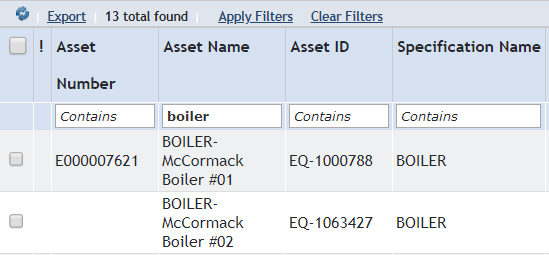 Export 13 total found Apply Filters Clear Filters
! Asset Number Asset Name Asset ID Specification Name
Contains boiler Contains Contains
E000007621 BOILER-McCormack Boiler #01 EQ-1000788 BOILER
BOILER-McCormack Boiler #02 EQ-1063427 BOILER